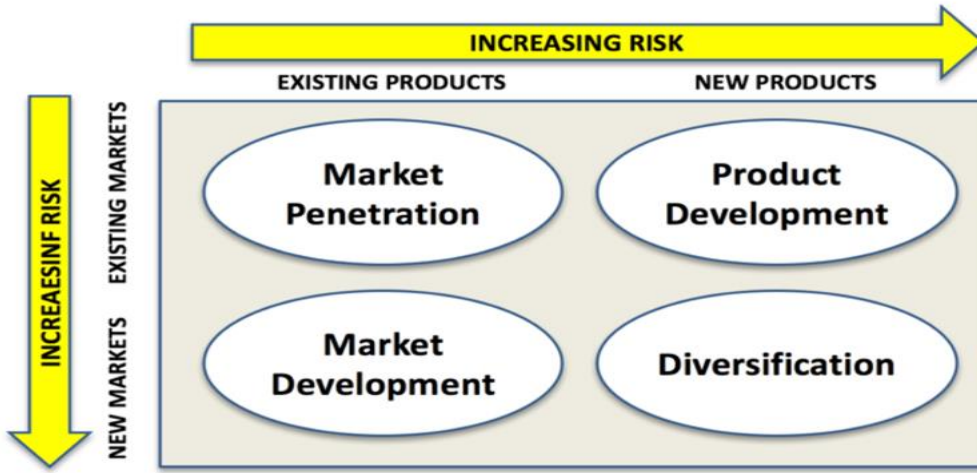 INCREASING RISK
EXISTING PRODUCTS
NEW PRODUCTS
INCREAESINF RISK
EXISTING MARKETS
Market
Penetration
Product
Development
NEW MARKETS
Market
Development
Diversification